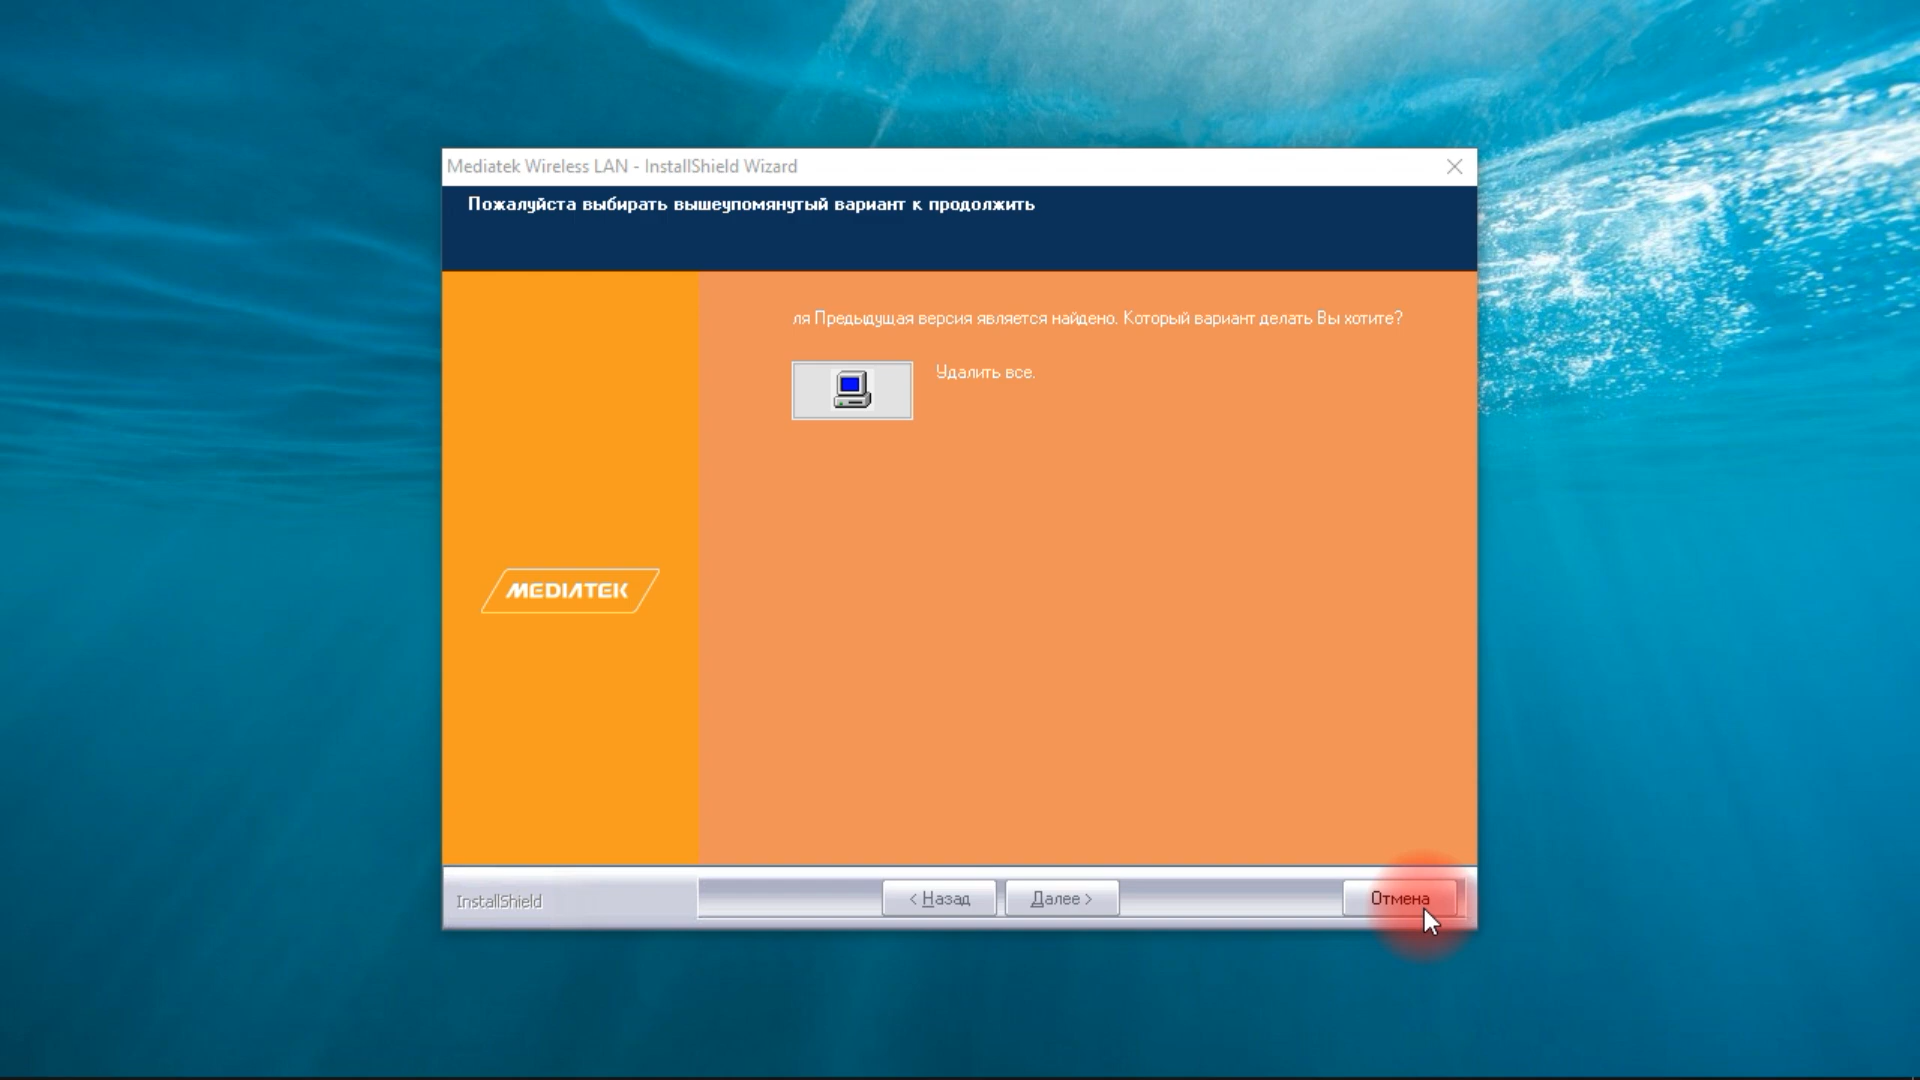 Mediatek Wireless LAN - InstallShield Wizard
Пожалуйста выбирать вышеупомянутый вариант к продолжить
ля Предыдущая версия является найдено. Который вариант делать Вы хотите?
Удалить все.
MEDIATEK
InstallShield
< Назад
Далее >
Отмена